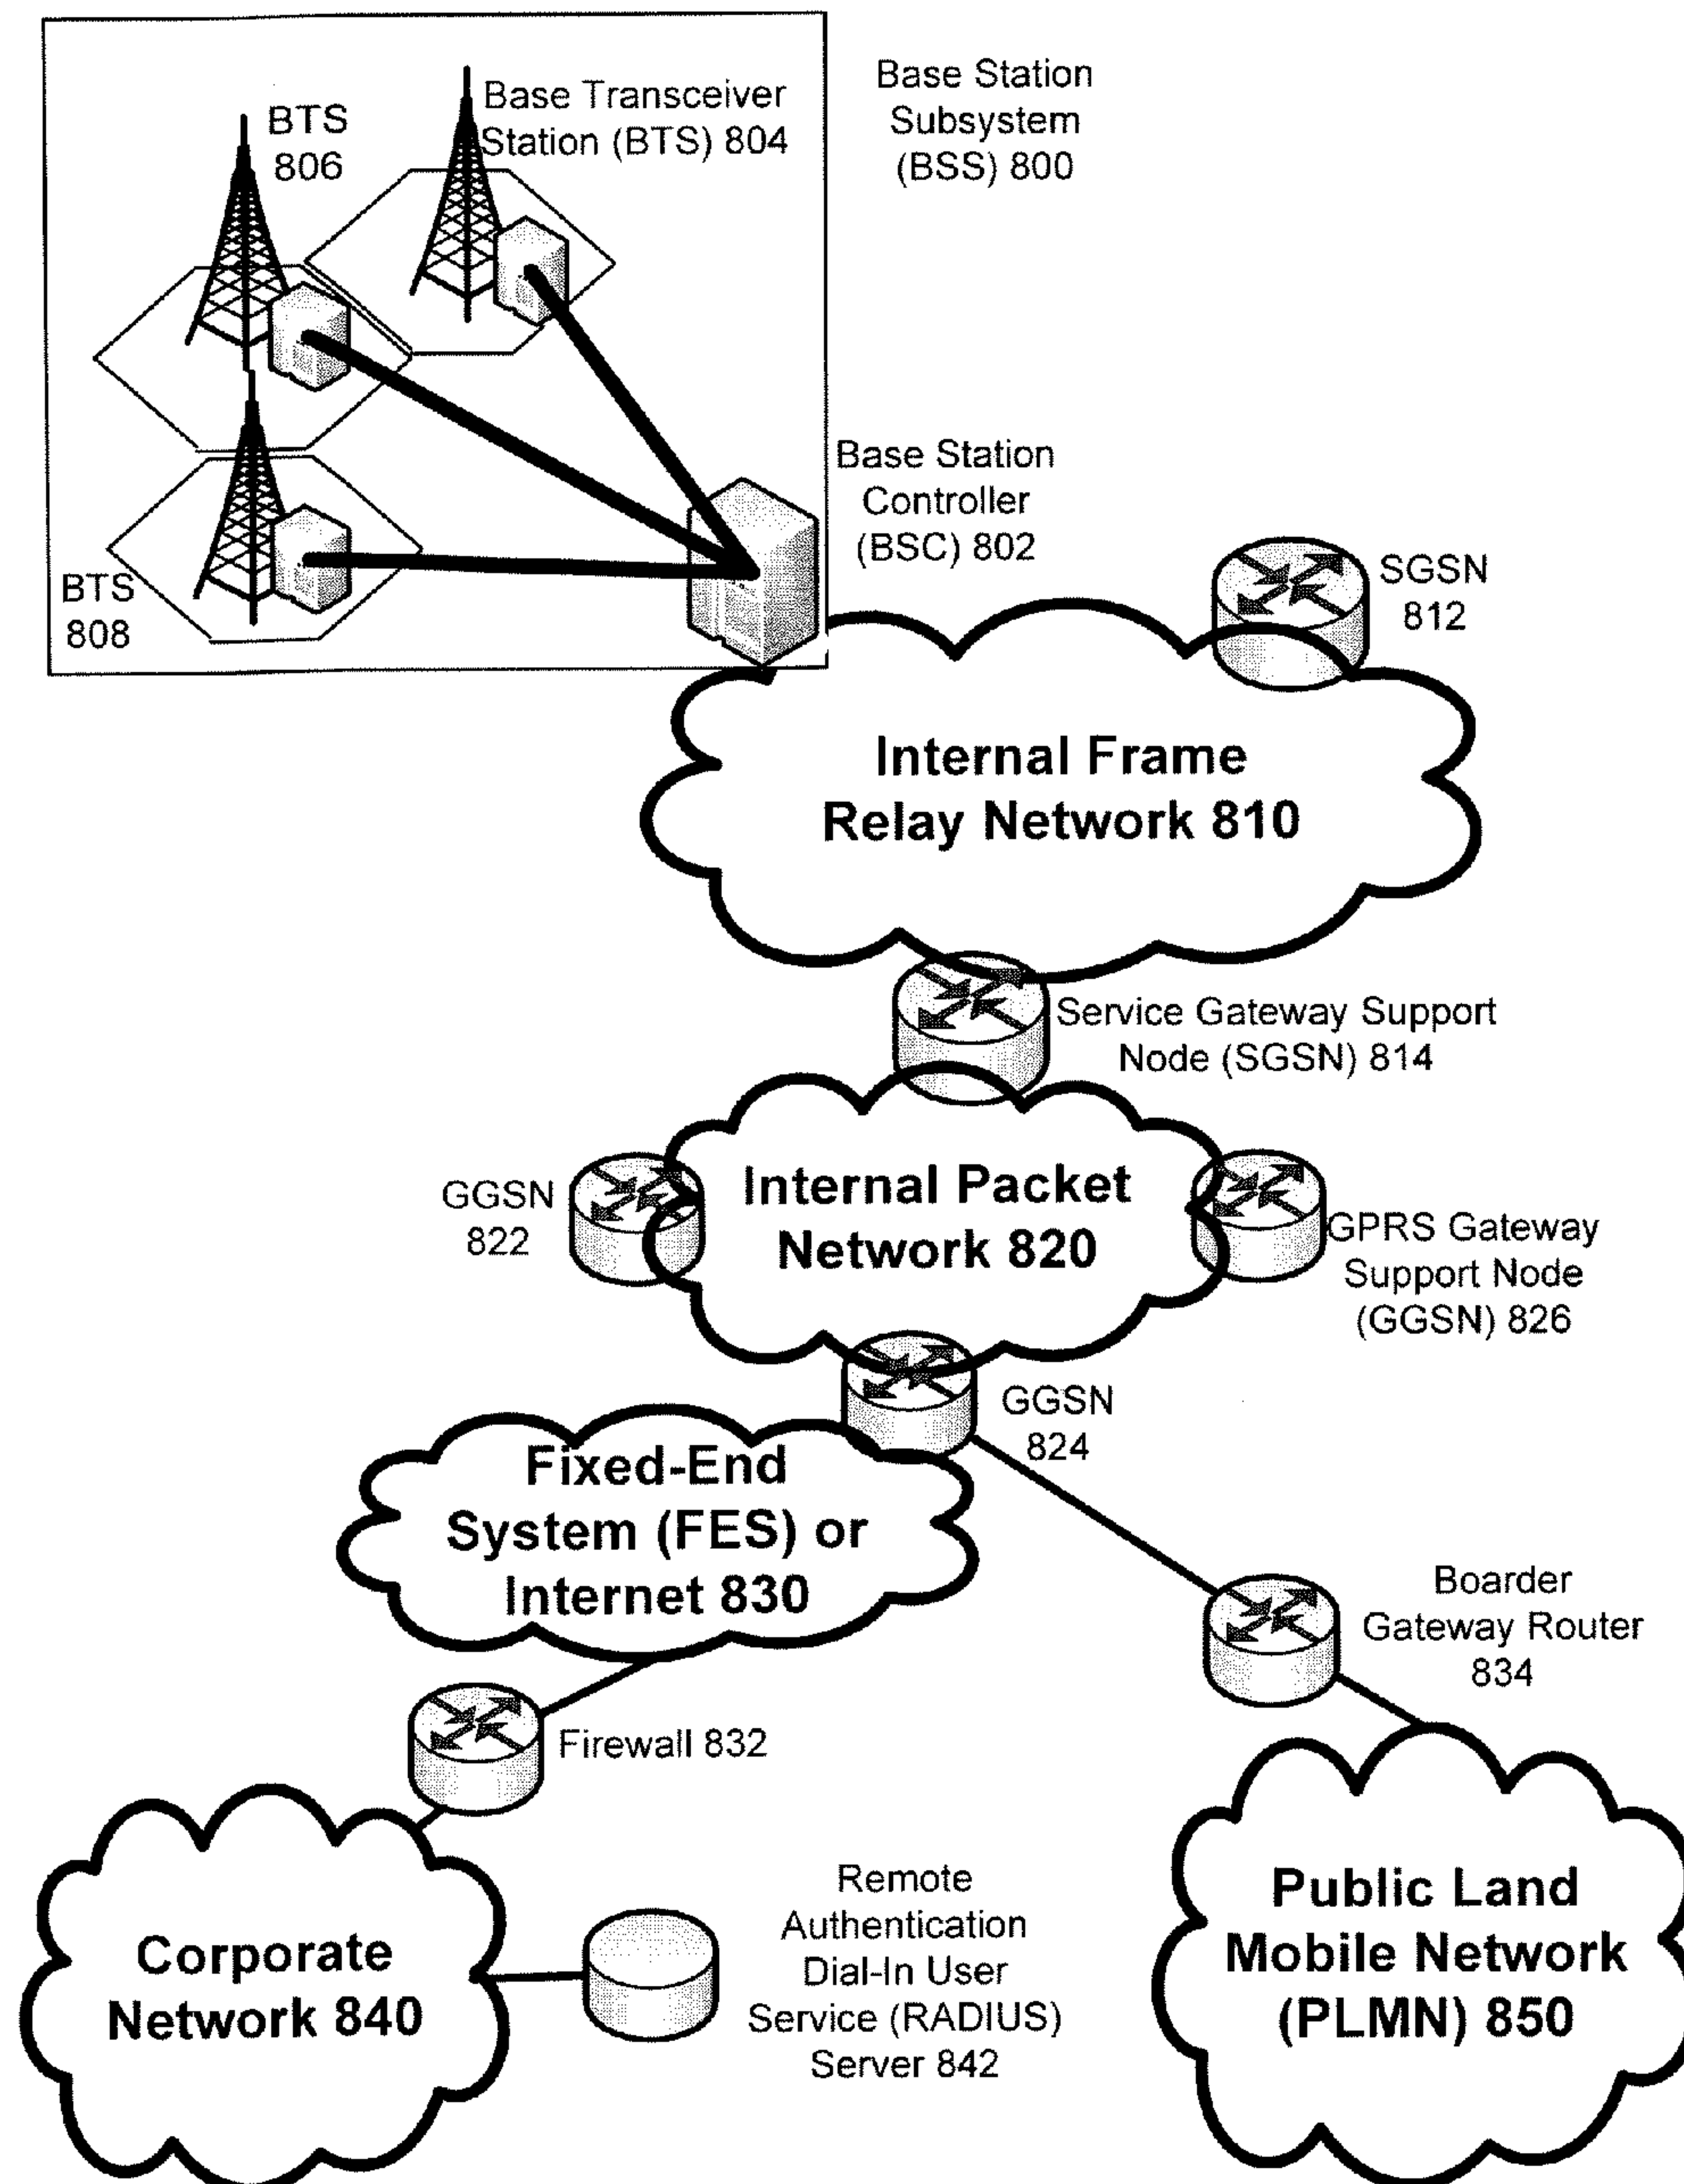 BTS
806
Base Transceiver
Station (BTS) 804
Base Station
Subsystem
(BSS) 800
Base Station
Controller
(BSC) 802
BTS
808
SGSN
812
Internal Frame
Relay Network 810
Service Gateway Support
Node (SGSN) 814
GGSN
822
Internal Packet
Network 820
GPRS Gateway
Support Node
(GGSN) 826
GGSN
824
Fixed-End
System (FES) or
Internet 830
Boarder
Gateway Router
834
Firewall 832
Corporate
Network 840
Remote
Authentication
Dial-In User
Service (RADIUS)
Server 842
Public Land
Mobile Network
(PLMN) 850